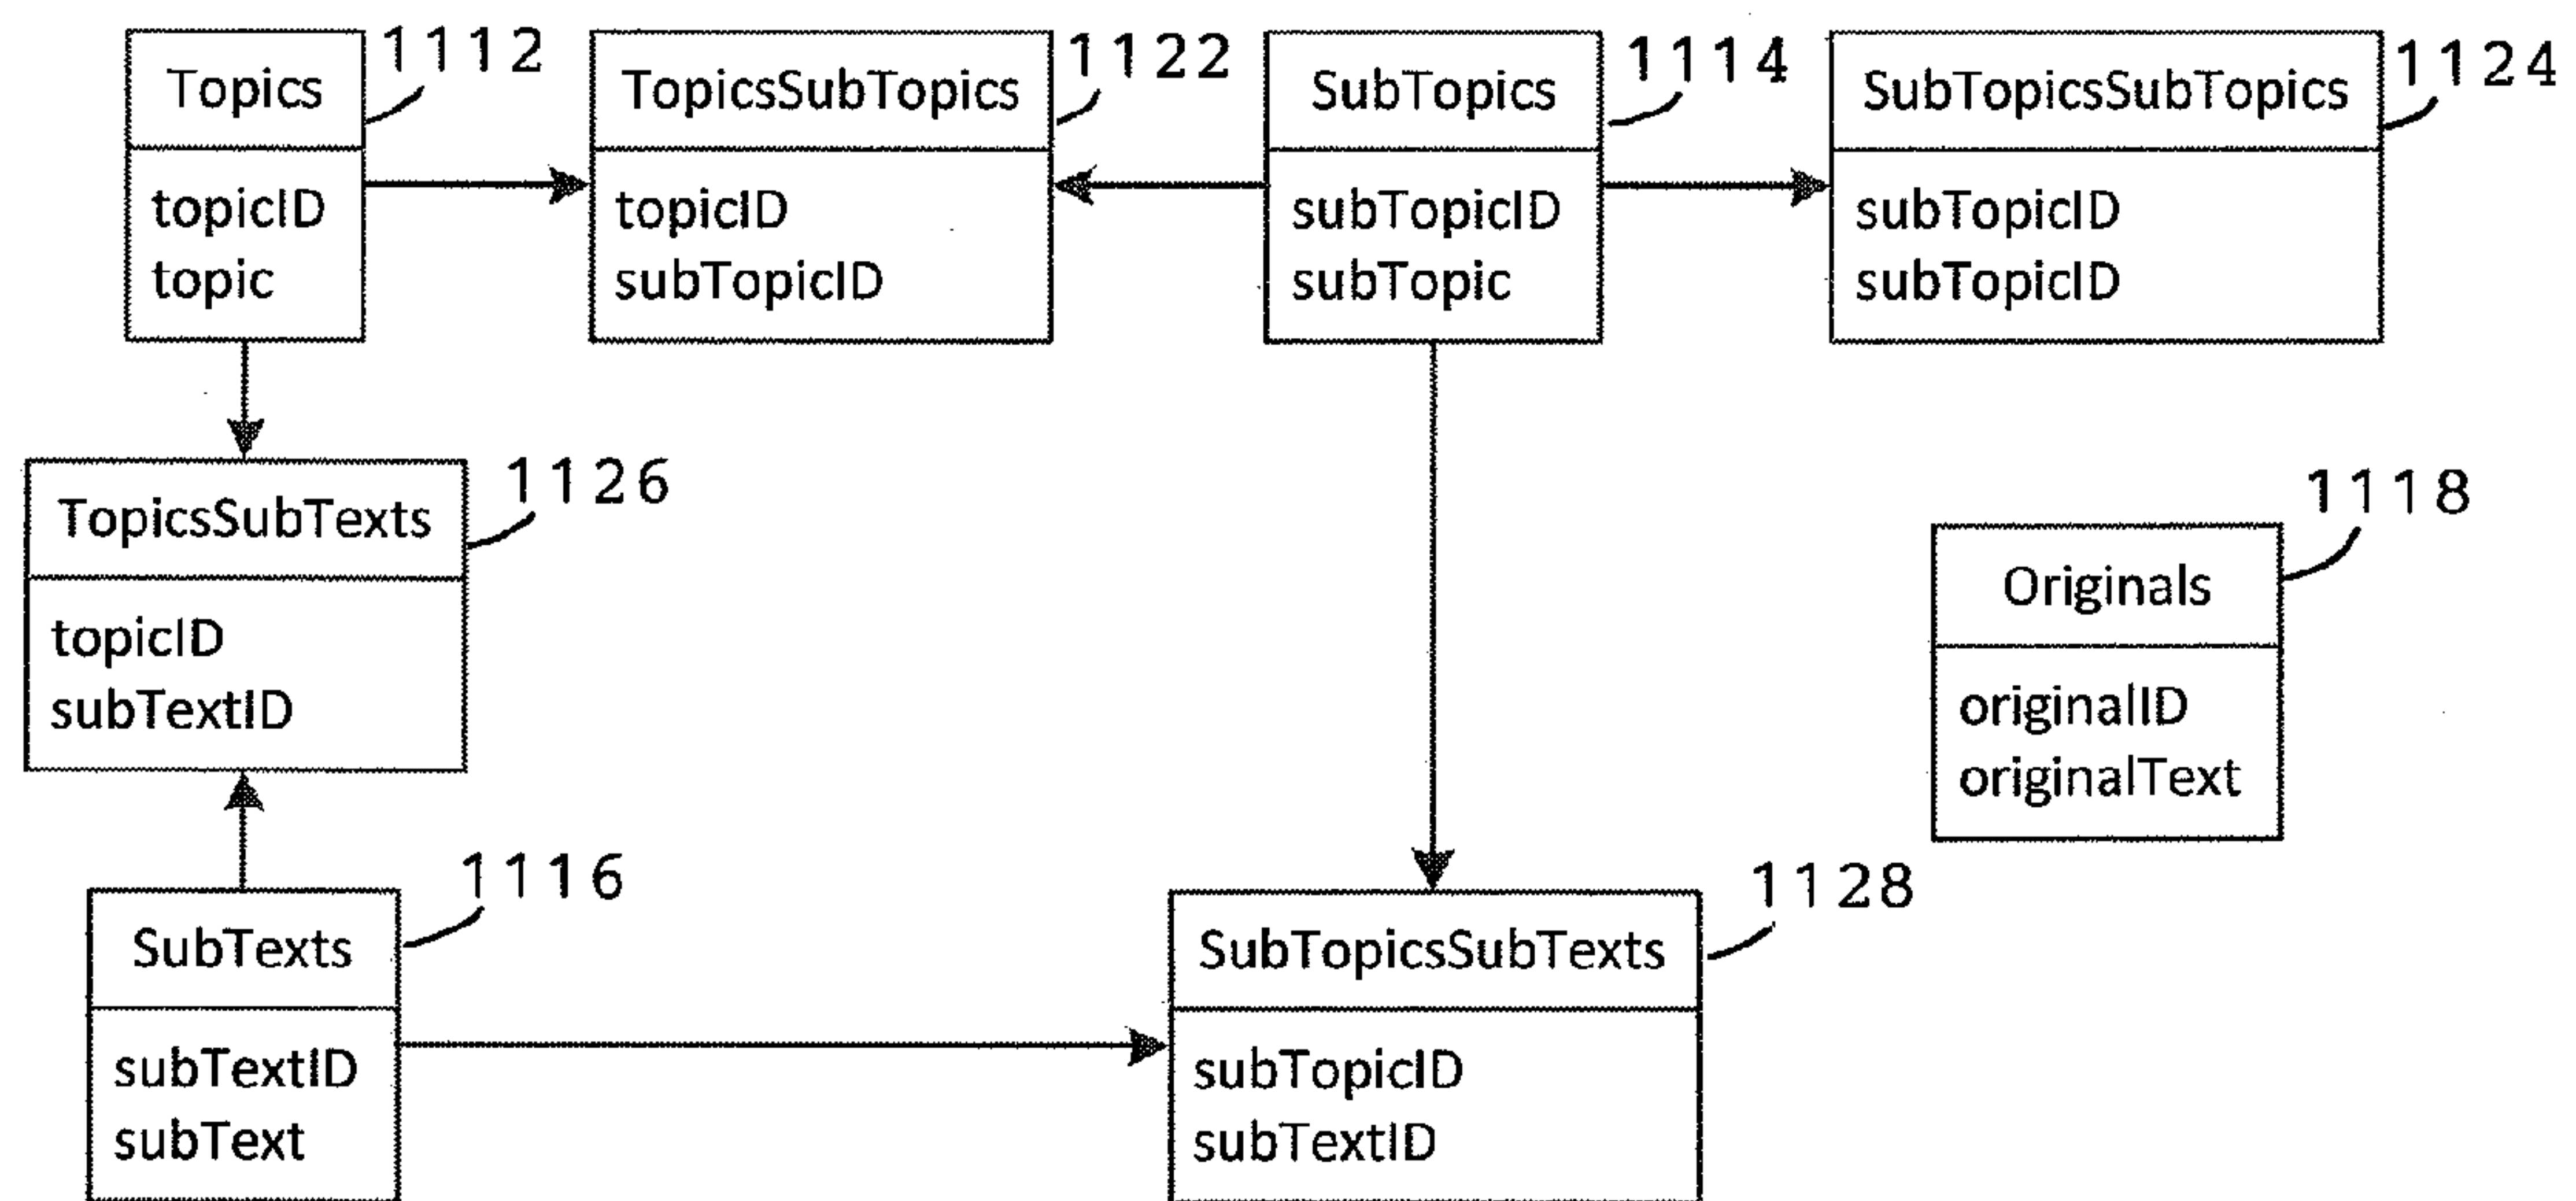 Topics
1112
topicID
topic
TopicsSubTopics
1122
topicID
subTopicID
SubTopics
1114
subTopicID
subTopic
SubTopicsSubTopics
1124
subTopicID
subTopicID
TopicsSubTexts
1126
topicID
subTextID
Originals
1118
originalID
originalText
SubTexts
1116
subTextID
subText
SubTopicsSubTexts
1128
subTopicID
subTextID